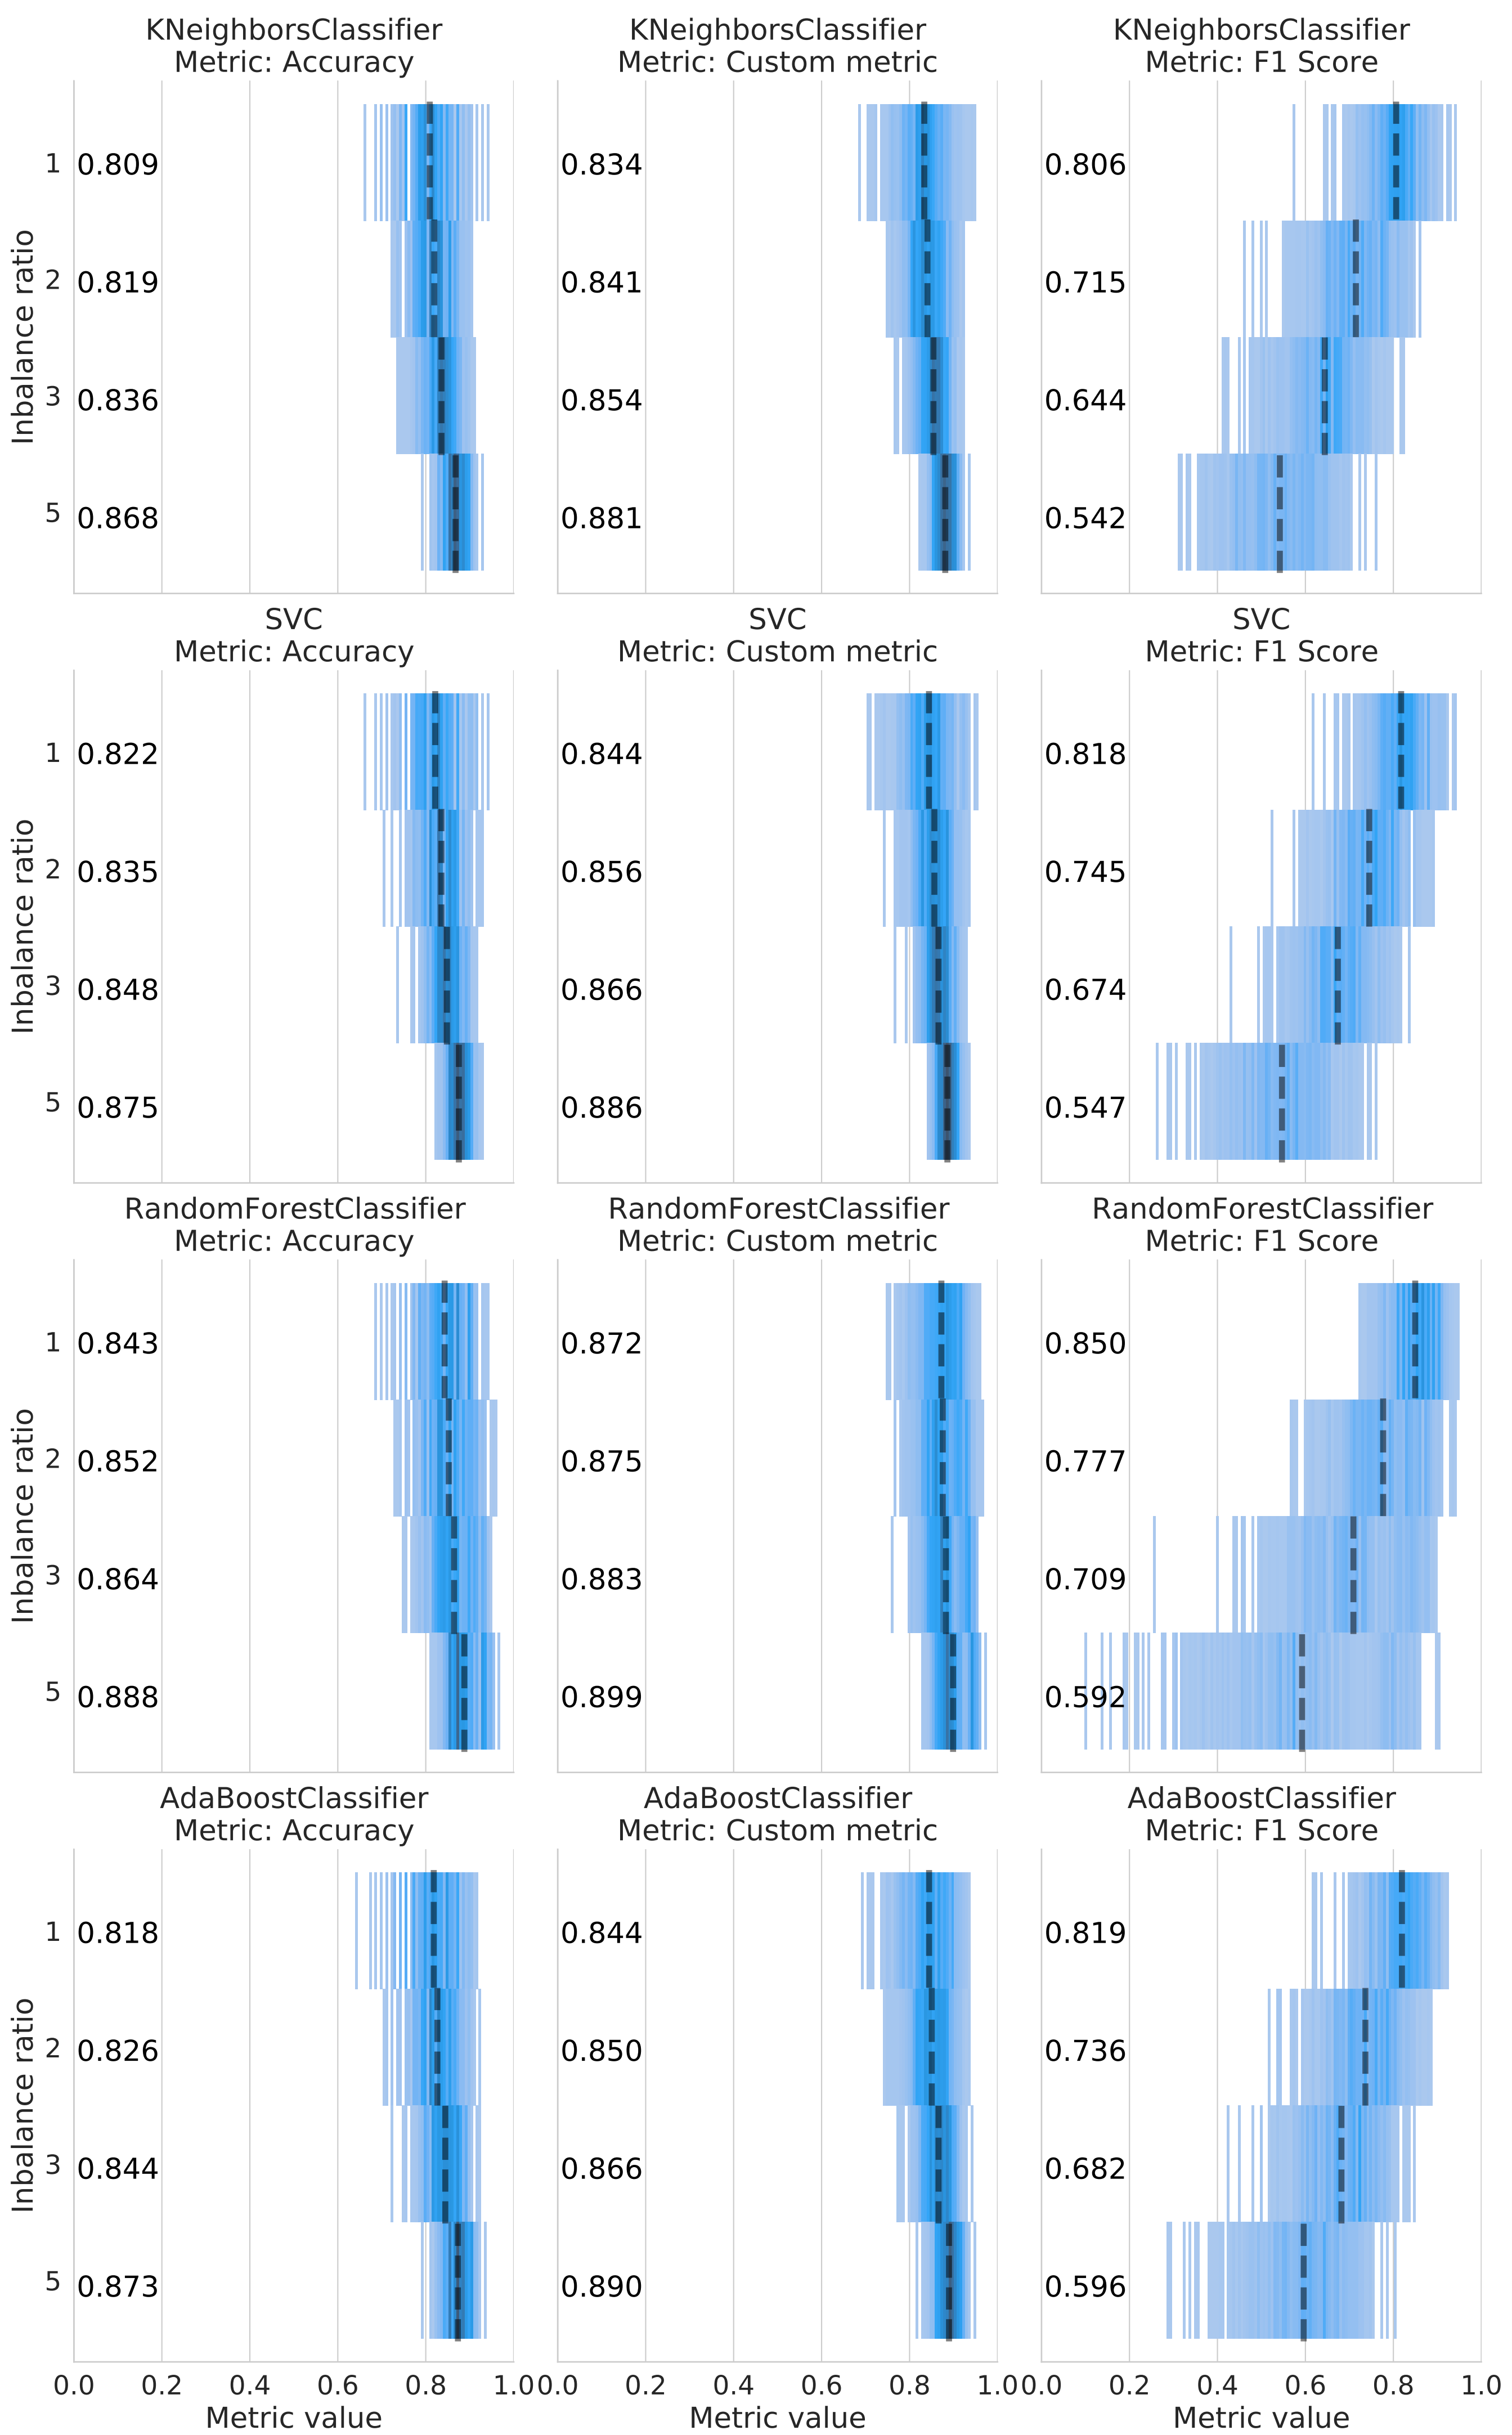 KNeighborsClassifier
Metric: Accuracy
KNeighborsClassifier
Metric: Custom metric
KNeighborsClassifier
Metric: F1 Score
Inbalance ratio
1 0.809 0.834 0.806
2 0.819 0.841 0.715
3 0.836 0.854 0.644
5 0.868 0.881 0.542
SVC
Metric: Accuracy
SVC
Metric: Custom metric
SVC
Metric: F1 Score
Inbalance ratio
1 0.822 0.844 0.818
2 0.835 0.856 0.745
3 0.848 0.866 0.674
5 0.875 0.886 0.547
RandomForestClassifier
Metric: Accuracy
RandomForestClassifier
Metric: Custom metric
RandomForestClassifier
Metric: F1 Score
Inbalance ratio
1 0.843 0.872 0.850
2 0.852 0.875 0.777
3 0.864 0.883 0.709
5 0.888 0.899 0.592
AdaBoostClassifier
Metric: Accuracy
AdaBoostClassifier
Metric: Custom metric
AdaBoostClassifier
Metric: F1 Score
Inbalance ratio
1 0.818 0.844 0.819
2 0.826 0.850 0.736
3 0.844 0.866 0.682
5 0.873 0.890 0.596
0.0 0.2 0.4 0.6 0.8 1.0 0.0 0.2 0.4 0.6 0.8 1.0 0.0 0.2 0.4 0.6 0.8 1.0
Metric value Metric value Metric value